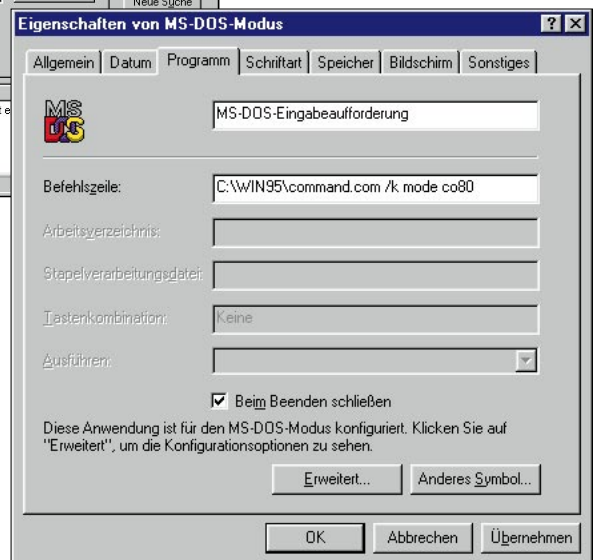 Neue Suche
Eigenschaften von MS-DOS-Modus
Allgemein Datum Programm Schriftart Speicher Bildschirm Sonstiges
MS DOS
MS-DOS-Eingabeaufforderung
Befehlszeile: C:\WIN95\command.com /k mode co80
Arbeitsverzeichnis:
Stapelverarbeitungsdatei:
Tastenkombination: Keine
Ausführen:
Beim Beenden schließen
Diese Anwendung ist für den MS-DOS-Modus konfiguriert. Klicken Sie auf
"Erweitert", um die Konfigurationsoptionen zu sehen.
Erweitert... Anderes Symbol...
OK Abbrechen Übernehmen